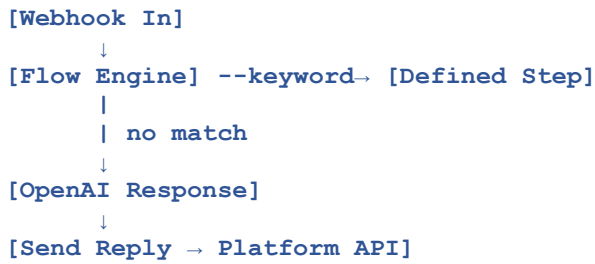 [Webhook In]
↓
[Flow Engine] --keyword→ [Defined Step]
|
| no match
↓
[OpenAI Response]
↓
[Send Reply → Platform API]